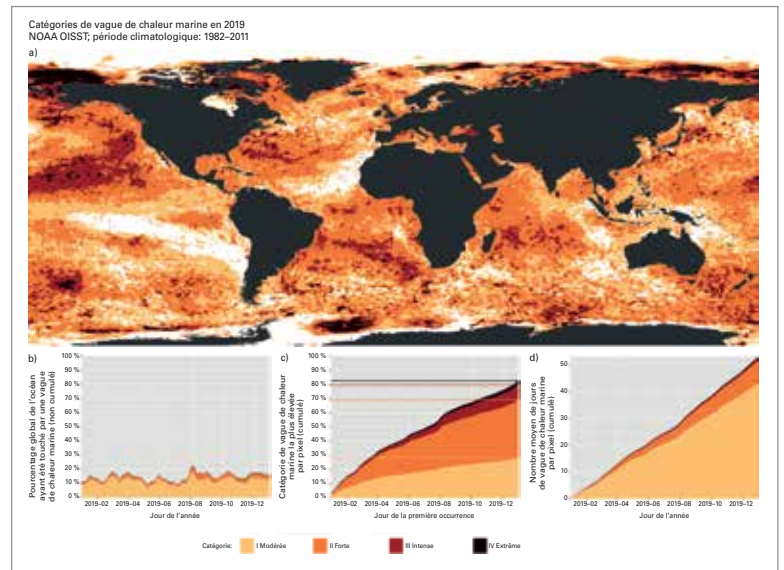 Catégories de vague de chaleur marine en 2019
NOAA OISST; période climatologique: 1982–2011
a)
b)
Pourcentage global de l'océan
ayant été touché par une vague
de chaleur marine (non cumulé)
100 %
90 %
80 %
70 %
60 %
50 %
40 %
30 %
20 %
10 %
0 %
2019–02 2019–04 2019–06 2019–08 2019–10 2019–12
Jour de l'année
c)
Catégorie de vague de chaleur
marine la plus élevée
par pixel (cumulé)
100 %
90 %
80 %
70 %
60 %
50 %
40 %
30 %
20 %
10 %
0 %
2019–02 2019–04 2019–06 2019–08 2019–10 2019–12
Jour de la première occurrence
d)
Nombre moyen de jours
de vague de chaleur marine
par pixel (cumulé)
50
40
30
20
10
0
2019–02 2019–04 2019–06 2019–08 2019–10 2019–12
Jour de l'année
Catégorie: I Modérée II Forte III Intense IV Extrême